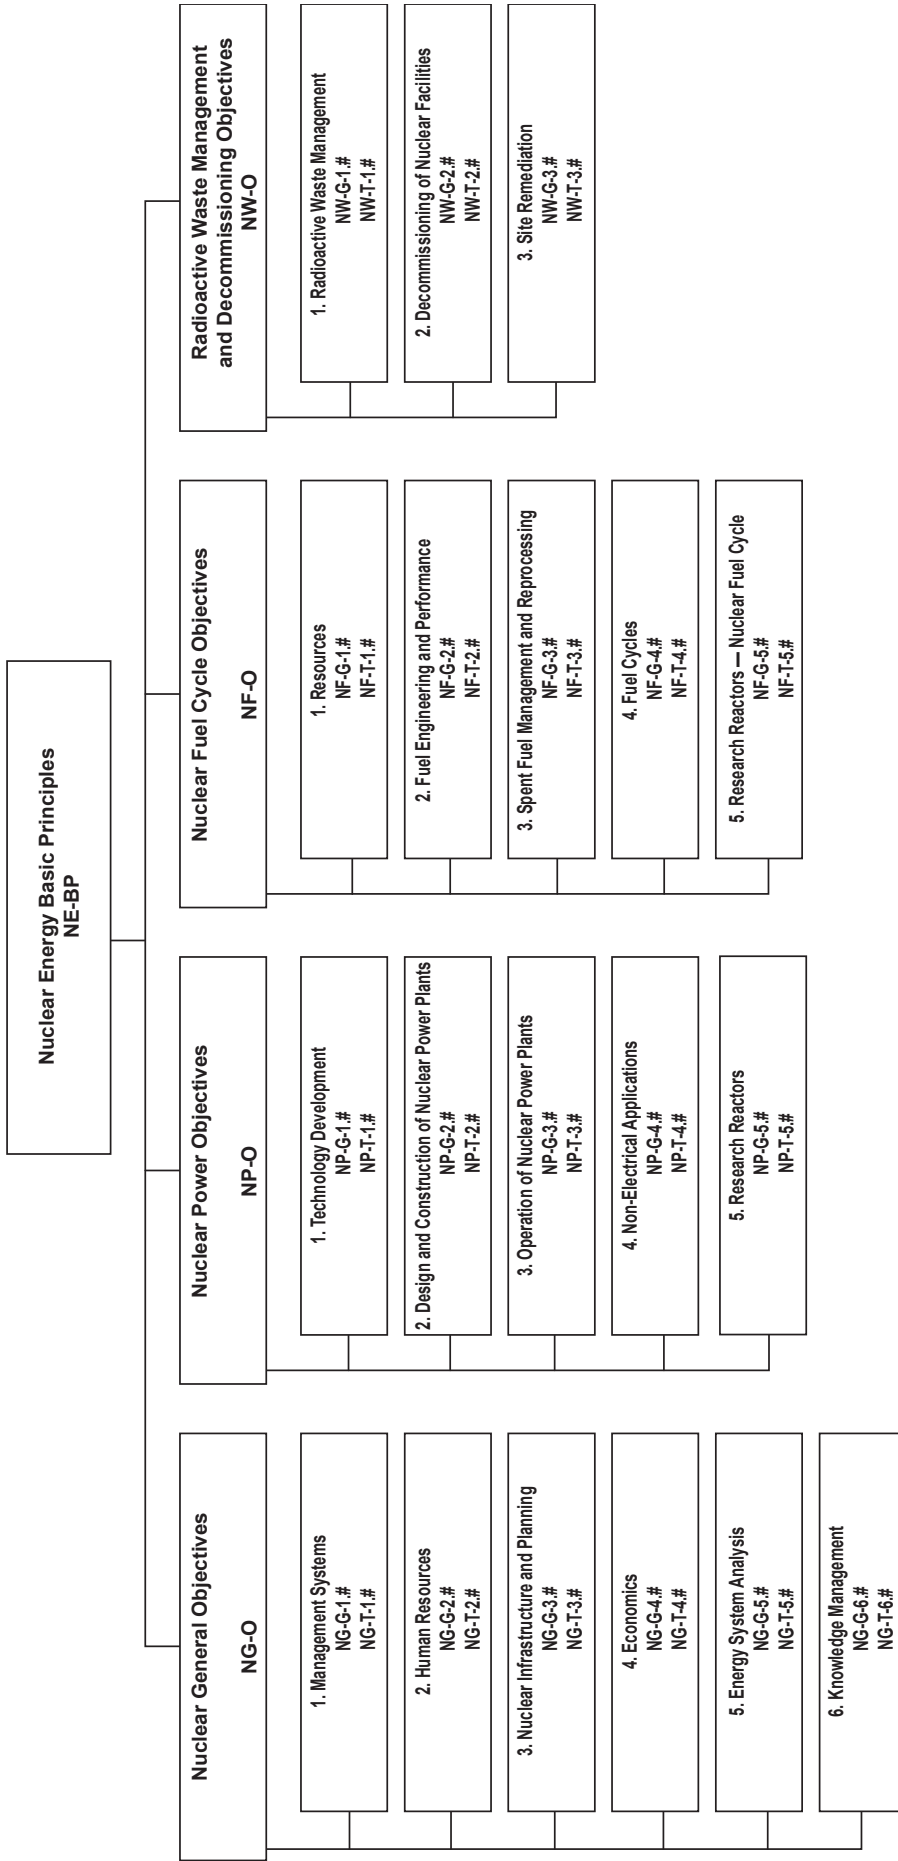 Nuclear Energy Basic Principles
NE-BP
Nuclear General Objectives
NG-O
1. Management Systems
NG-G-1.#
NG-T-1.#
2. Human Resources
NG-G-2.#
NG-T-2.#
3. Nuclear Infrastructure and Planning
NG-G-3.#
NG-T-3.#
4. Economics
NG-G-4.#
NG-T-4.#
5. Energy System Analysis
NG-G-5.#
NG-T-5.#
6. Knowledge Management
NG-G-6.#
NG-T-6.#
Nuclear Power Objectives
NP-O
1. Technology Development
NP-G-1.#
NP-T-1.#
2. Design and Construction of Nuclear Power Plants
NP-G-2.#
NP-T-2.#
3. Operation of Nuclear Power Plants
NP-G-3.#
NP-T-3.#
4. Non-Electrical Applications
NP-G-4.#
NP-T-4.#
5. Research Reactors
NP-G-5.#
NP-T-5.#
Nuclear Fuel Cycle Objectives
NF-O
1. Resources
NF-G-1.#
NF-T-1.#
2. Fuel Engineering and Performance
NF-G-2.#
NF-T-2.#
3. Spent Fuel Management and Reprocessing
NF-G-3.#
NF-T-3.#
4. Fuel Cycles
NF-G-4.#
NF-T-4.#
5. Research Reactors — Nuclear Fuel Cycle
NF-G-5.#
NF-T-5.#
Radioactive Waste Management
and Decommissioning Objectives
NW-O
1. Radioactive Waste Management
NW-G-1.#
NW-T-1.#
2. Decommissioning of Nuclear Facilities
NW-G-2.#
NW-T-2.#
3. Site Remediation
NW-G-3.#
NW-T-3.#